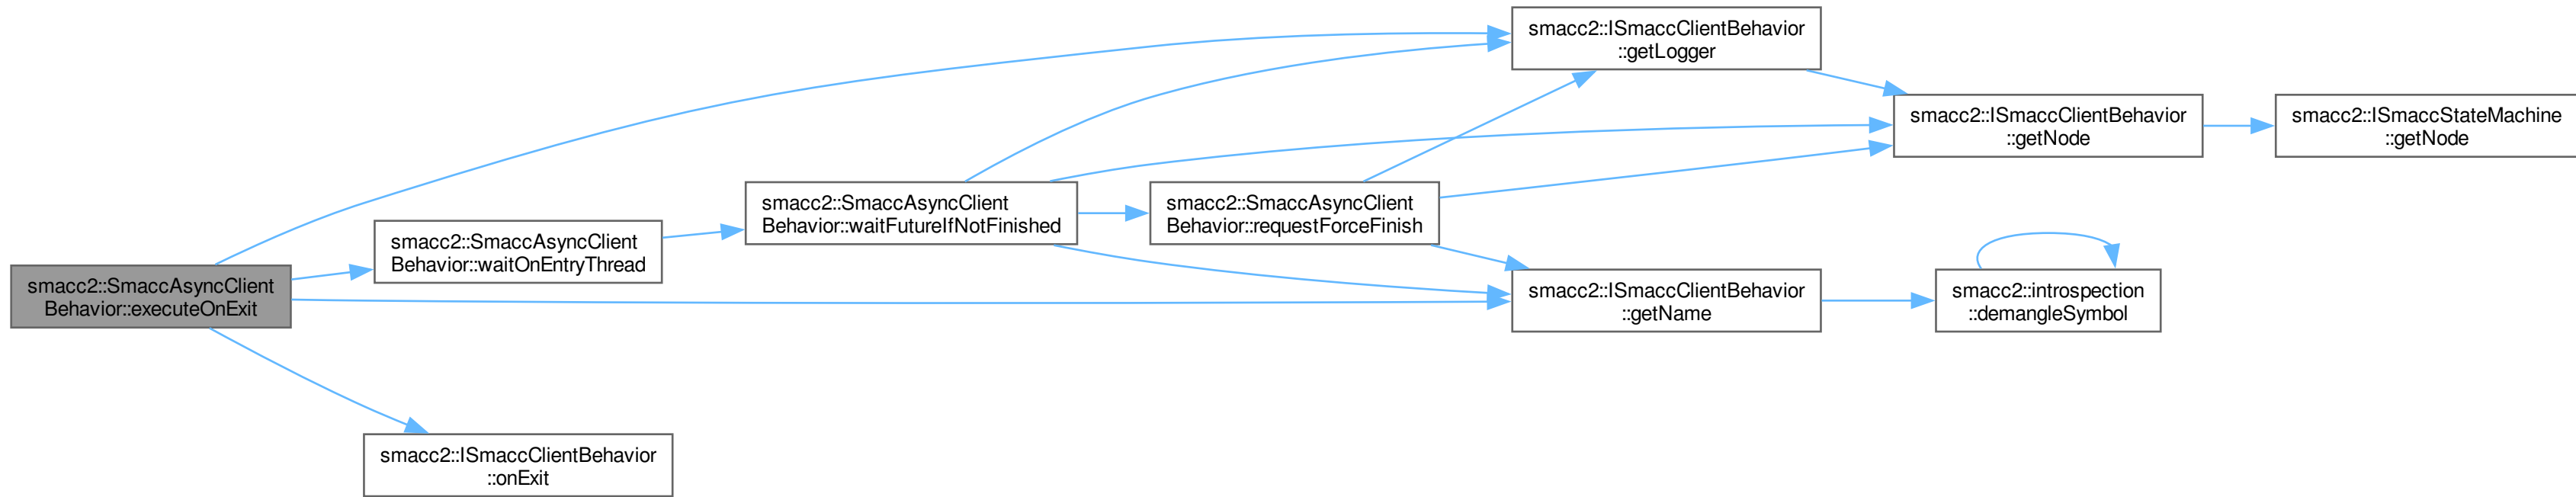 smacc2::SmaccAsyncClient
Behavior::executeOnExit
smacc2::SmaccAsyncClient
Behavior::waitOnEntryThread
smacc2::ISmaccClientBehavior
::onExit
smacc2::SmaccAsyncClient
Behavior::waitFutureIfNotFinished
smacc2::SmaccAsyncClient
Behavior::requestForceFinish
smacc2::ISmaccClientBehavior
::getLogger
smacc2::ISmaccClientBehavior
::getName
smacc2::ISmaccClientBehavior
::getNode
smacc2::introspection
::demangleSymbol
smacc2::ISmaccStateMachine
::getNode